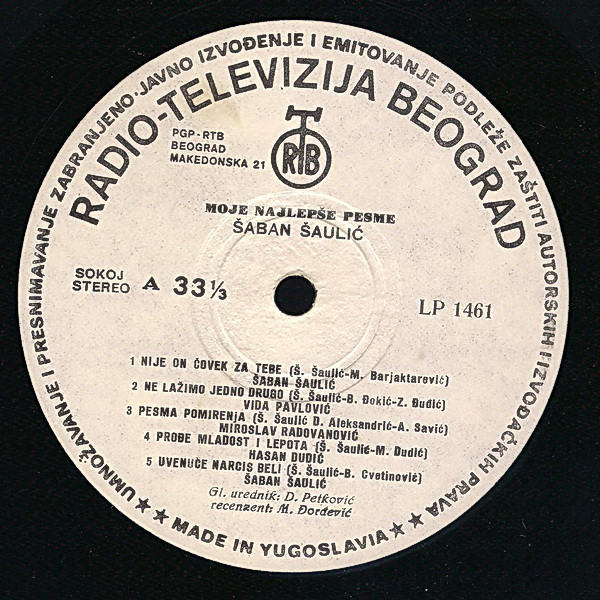 UMNOŽAVANJE I PRESNIMAVANJE ZABRANJENO·JAVNO IZVOĐENJE I EMITOVANJE PODLEŽE ZAŠTITI AUTORSKIH I IZVOĐAČKIH PRAVA
RADIO-TELEVIZIJA BEOGRAD
PGP-RTB
BEOGRAD
MAKEDONSKA 21
RTB
MOJE NAJLEPŠE PESME
ŠABAN ŠAULIĆ
SOKOJ
STEREO A 33⅓
LP 1461
1 NIJE ON ČOVEK ZA TEBE (Š. Šaulić-M. Barjaktarević)
ŠABAN ŠAULIĆ
2 NE LAŽIMO JEDNO DRUGO (Š. Šaulić-B. Đokić-Z. Đuđić)
VIDA PAVLOVIĆ
3 PESMA POMIRENJA (Š. Šaulić D. Aleksandrić-A. Savić)
MIROSLAV RADOVANOVIĆ
4 PROĐE MLADOST I LEPOTA (Š. Šaulić-M. Dudić)
HASAN DUDIĆ
5 UVENUĆE NARCIS BELI (Š. Šaulić-B. Cvetinović)
ŠABAN ŠAULIĆ
Gl. urednik: D. Petković
recenzent: M. Đorđević
★ ★ MADE IN YUGOSLAVIA ★ ★